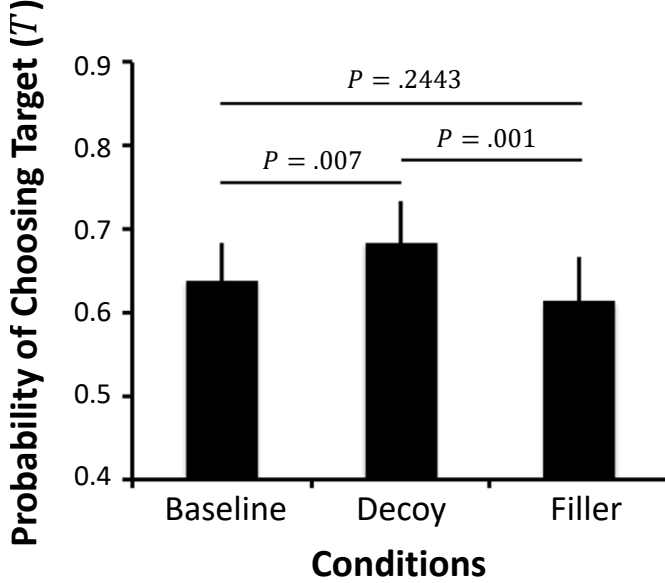 Probability of Choosing Target (T)
0.9
0.8
0.7
0.6
0.5
0.4
P = .2443
P = .007
P = .001
Baseline
Decoy
Filler
Conditions